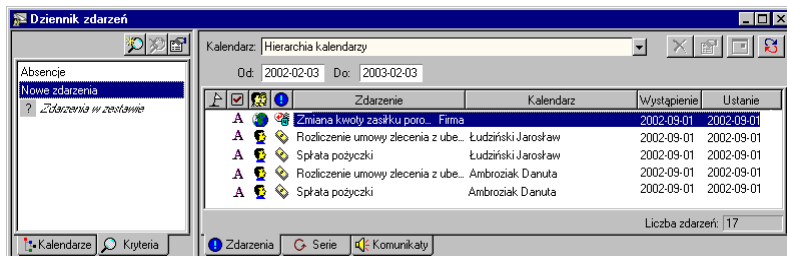 Dziennik zdarzeń
Kalendarz: Hierarchia kalendarzy
Od: 2002-02-03 Do: 2003-02-03
Absencje
Nowe zdarzenia
? Zdarzenia w zestawie
Zdarzenie Kalendarz Wystąpienie Ustanie
A Zmiana kwoty zasiłku poro... Firma 2002-09-01 2002-09-01
A Rozliczenie umowy zlecenia z ube... Łudziński Jarosław 2002-09-01 2002-09-01
A Spłata pożyczki Łudziński Jarosław 2002-09-01 2002-09-01
A Rozliczenie umowy zlecenia z ube... Ambroziak Danuta 2002-09-01 2002-09-01
A Spłata pożyczki Ambroziak Danuta 2002-09-01 2002-09-01
Liczba zdarzeń: 17
Kalendarze Kryteria
Zdarzenia Serie Komunikaty